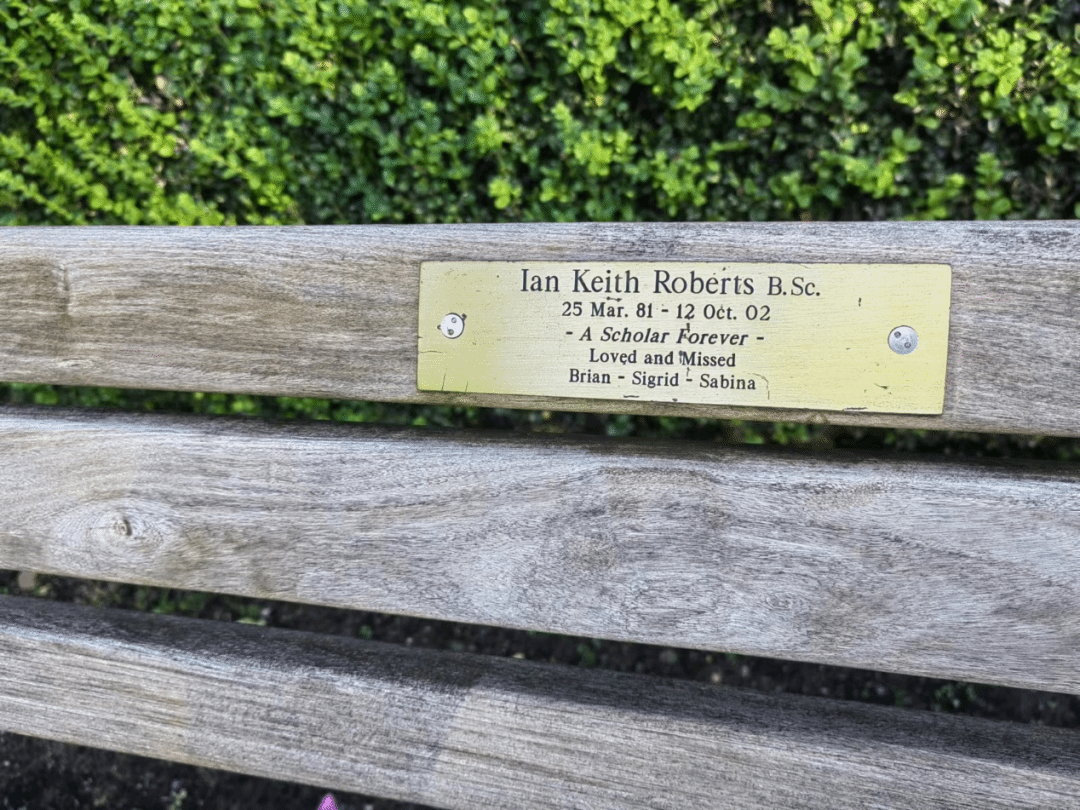 Ian Keith Roberts B.Sc.
25 Mar. 81 - 12 Oct. 02
- A Scholar Forever -
Loved and Missed
Brian - Sigrid - Sabina